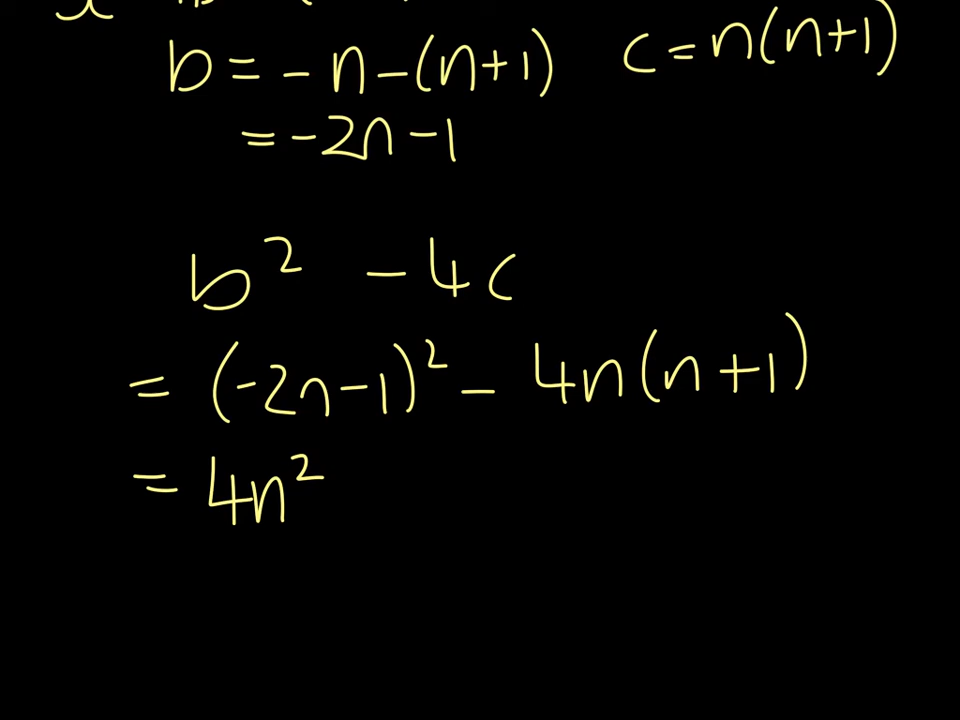 b = -n-(n+1) c = n(n+1)
= -2n-1
b² -4c
= (-2n-1)² - 4n(n+1)
= 4n²